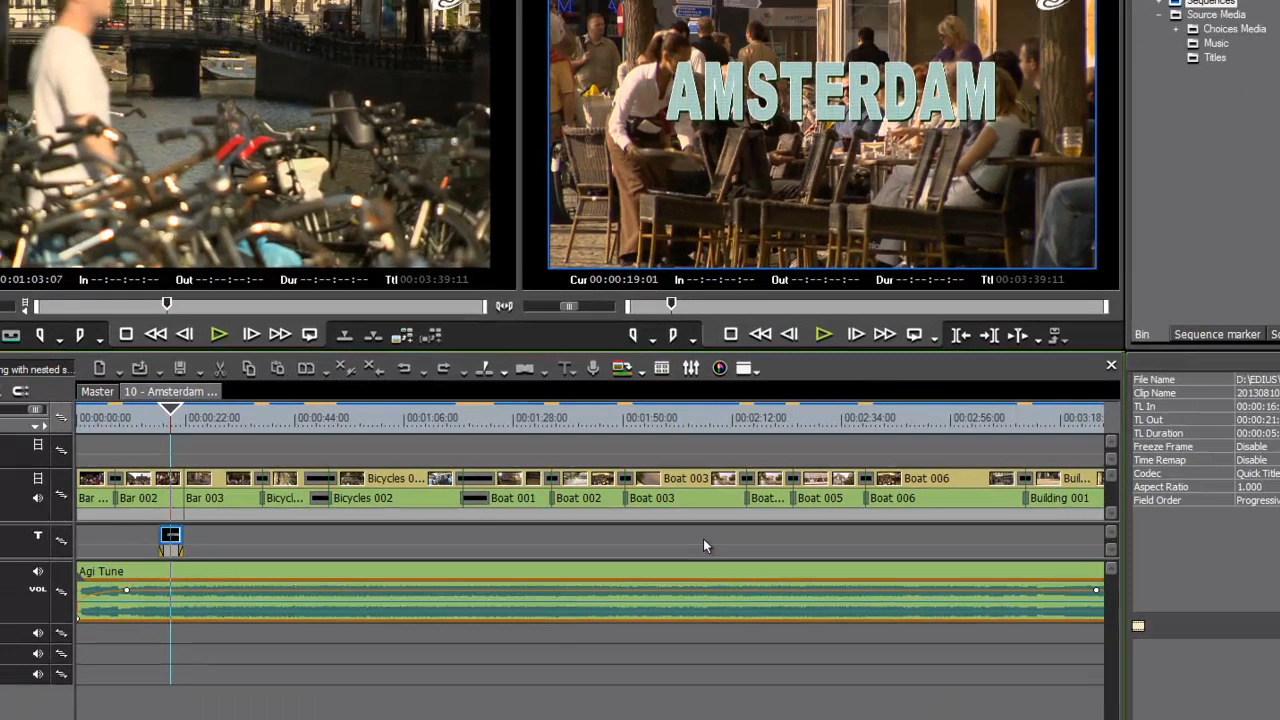 Sequences
Source Media
Choices Media
Music
Titles
AMSTERDAM
0:01:03:07 In --:--:--:-- Out --:--:--:-- Dur --:--:--:-- Ttl 00:03:39:11
Cur 00:00:19:01 In --:--:--:-- Out --:--:--:-- Dur --:--:--:-- Ttl 00:03:39:11
Bin Sequence marker
ng with nested s...
Master 10 - Amsterdam ...
00:00:00:00 00:00:22:00 00:00:44:00 00:01:06:00 00:01:28:00 00:01:50:00 00:02:12:00 00:02:34:00 00:02:56:00 00:03:18:
Bicycles 0... Boat 003 Boat 006 Buil...
Bar ... Bar 002 Bar 003 Bicycl... Bicycles 002 Boat 001 Boat 002 Boat 003 Boat... Boat 005 Boat 006 Building 001
T
Agi Tune
VOL
File Name D:\EDIUS
Clip Name 20130810
TL In 00:00:16:
TL Out 00:00:21:
TL Duration 00:00:05:
Freeze Frame Disable
Time Remap Disable
Codec Quick Title
Aspect Ratio 1.000
Field Order Progressiv